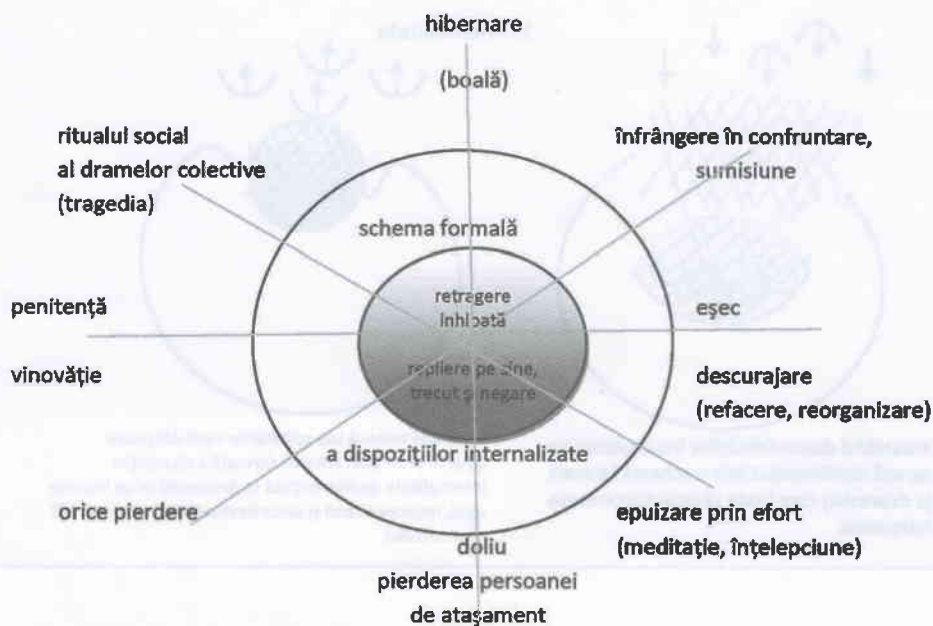 hibernare
(boală)
ritualul social
al dramelor colective
(tragedia)
înfrângere în confruntare,
sumisiune
schema formală
retragere
inhibată
penitență
eșec
vinovăție
repliere pe sine,
trecut și negare
descurajare
(refacere, reorganizare)
a dispozițiilor internalizate
orice pierdere
epuizare prin efort
(meditație, înțelepciune)
doliu
pierderea persoanei
de atașament